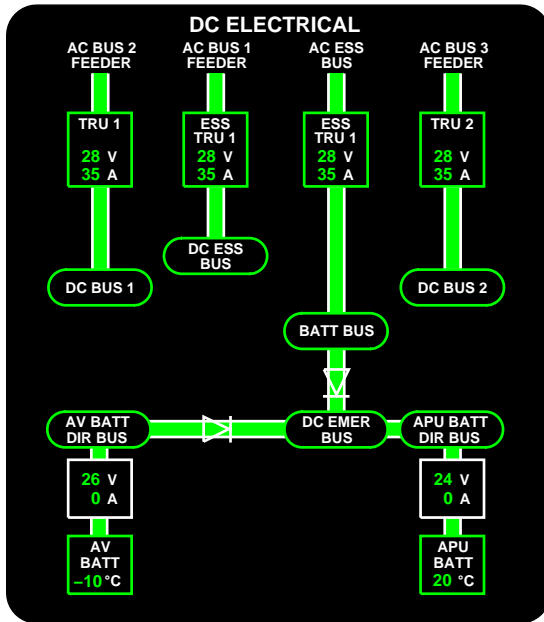 DC ELECTRICAL
AC BUS 2 FEEDER
AC BUS 1 FEEDER
AC ESS BUS
AC BUS 3 FEEDER
TRU 1
28 V
35 A
ESS TRU 1
28 V
35 A
ESS TRU 1
28 V
35 A
TRU 2
28 V
35 A
DC ESS BUS
DC BUS 1
DC BUS 2
BATT BUS
AV BATT DIR BUS
DC EMER BUS
APU BATT DIR BUS
26 V
0 A
24 V
0 A
AV BATT
–10 °C
APU BATT
20 °C